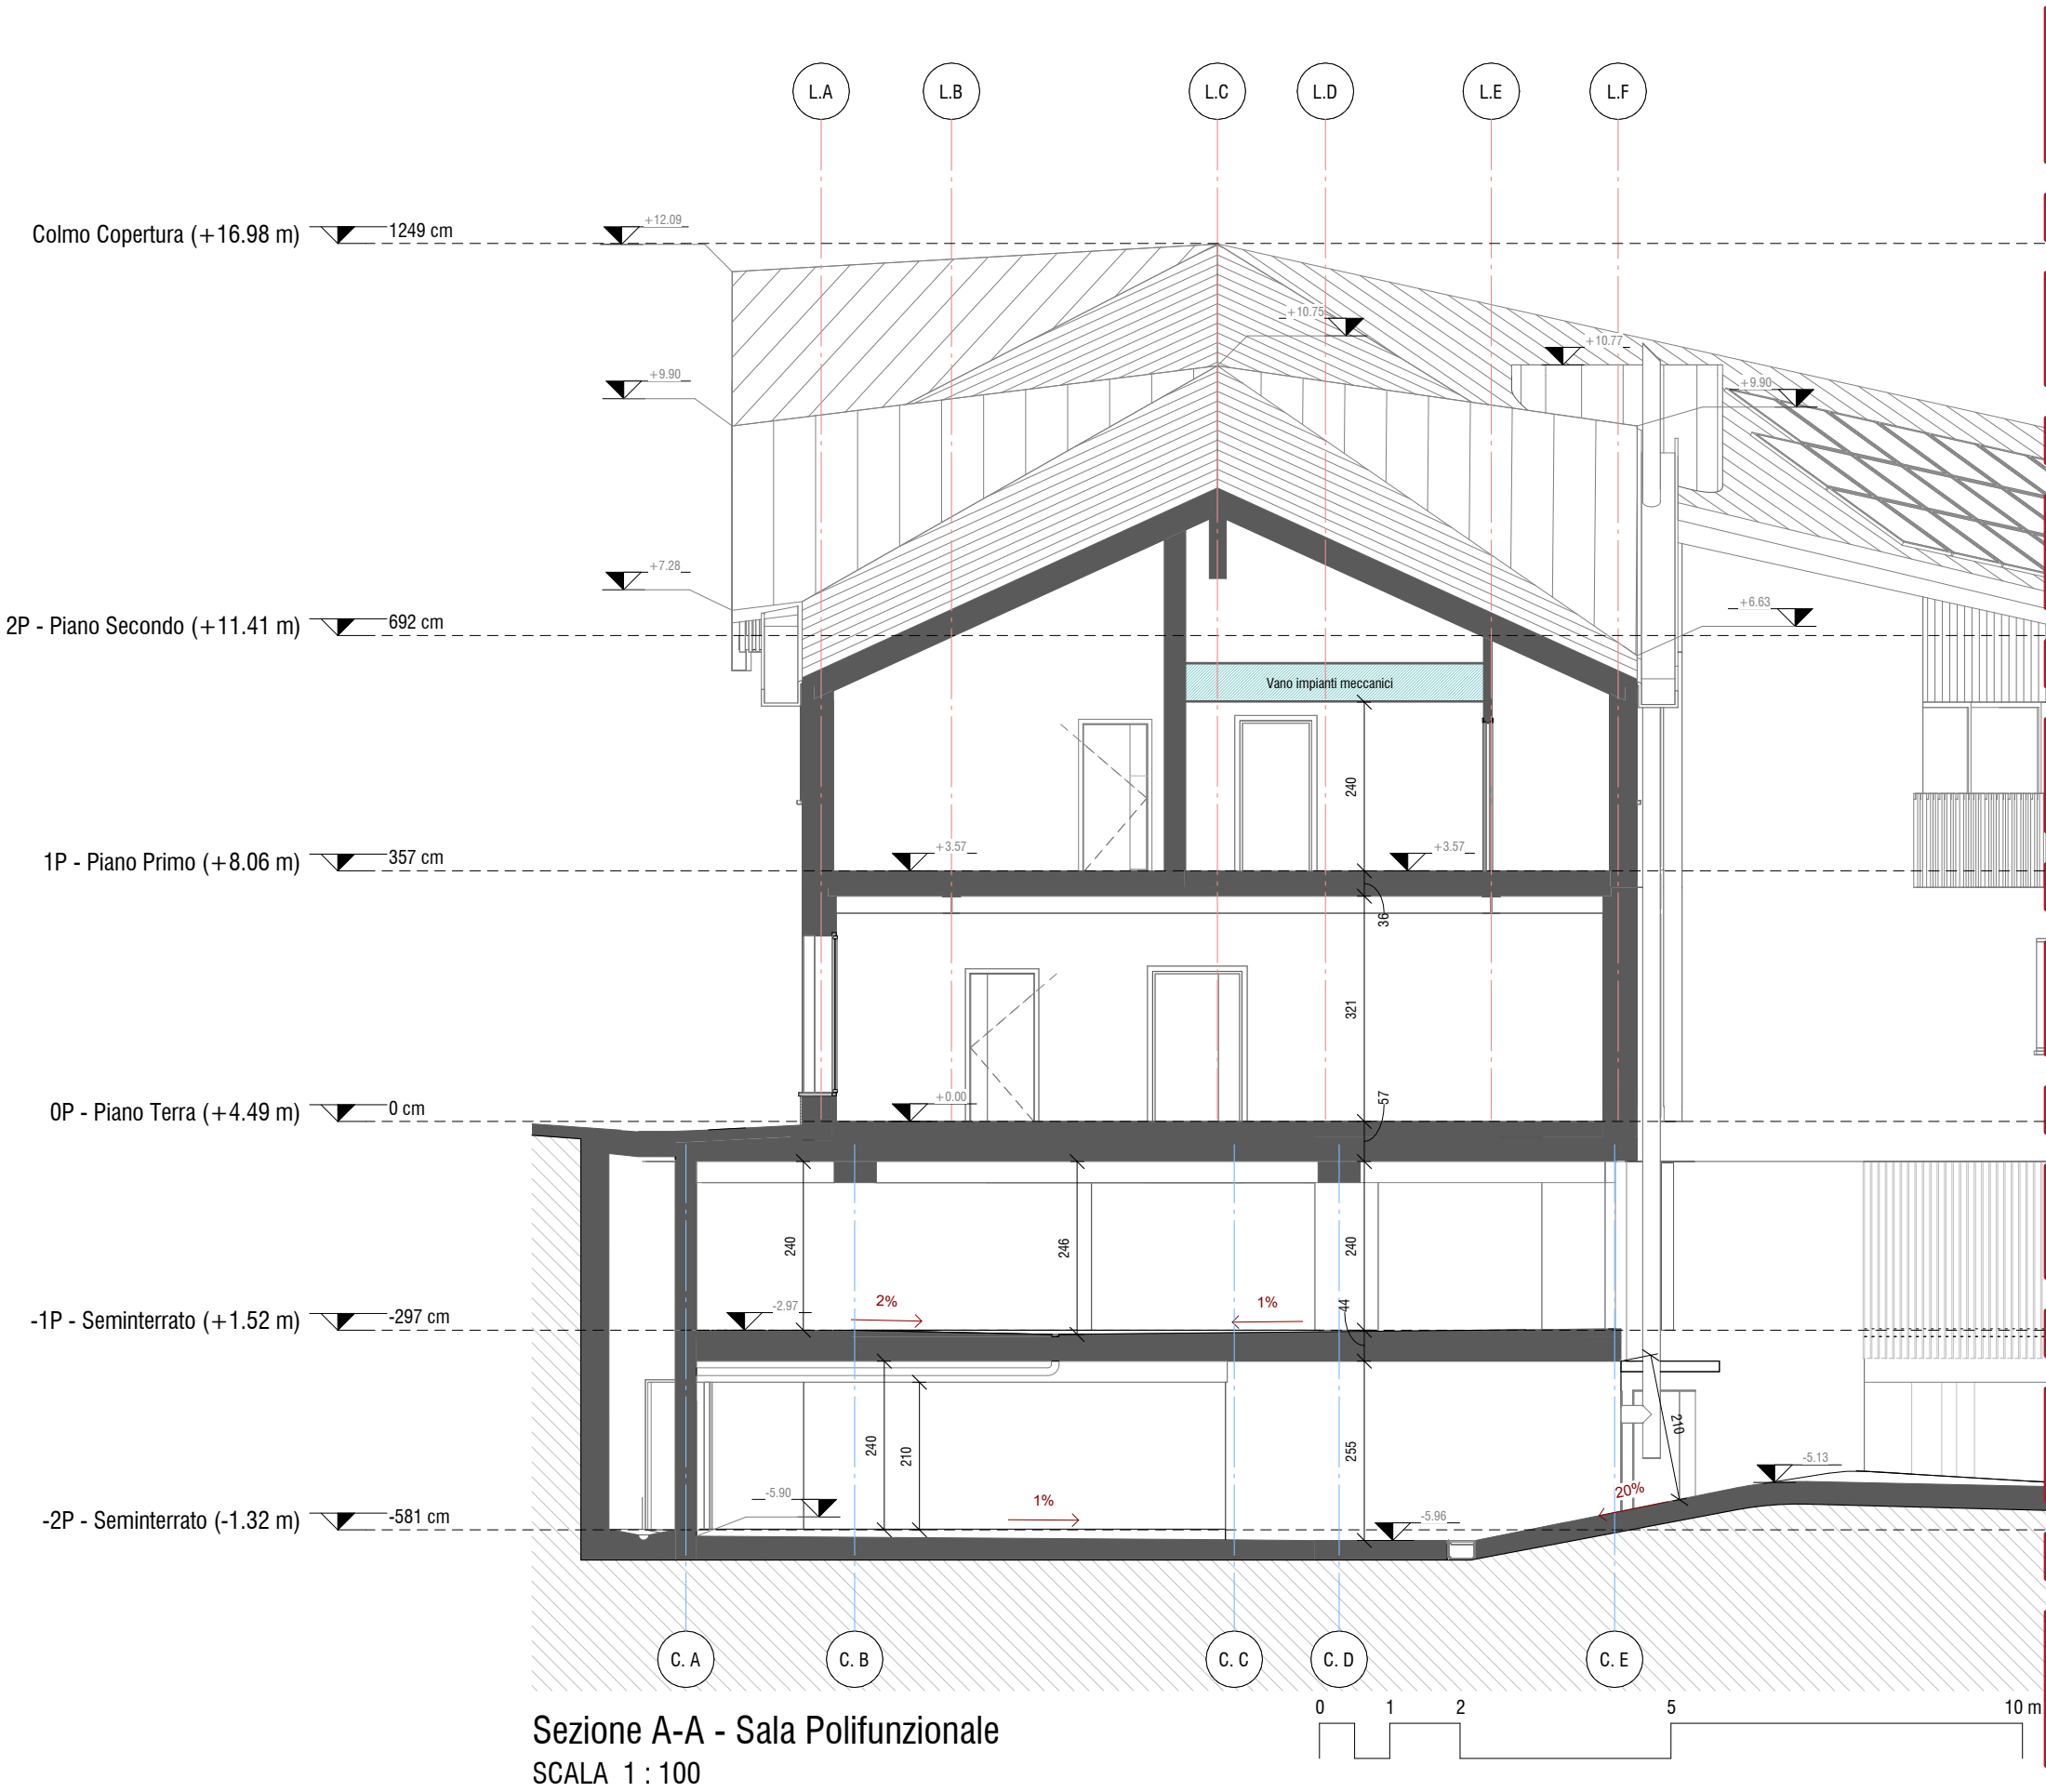 L.A
L.B
L.C
L.D
L.E
L.F
Colmo Copertura (+16.98 m)
1249 cm
+12.09
+10.75
+10.77
+9.90
+9.90
+7.28
+6.63
2P - Piano Secondo (+11.41 m)
692 cm
Vano impianti meccanici
240
1P - Piano Primo (+8.06 m)
357 cm
+3.57
+3.57
36
321
57
0P - Piano Terra (+4.49 m)
0 cm
+0.00
240
246
240
-1P - Seminterrato (+1.52 m)
-297 cm
-2.97
2%
1%
44
240
210
255
210
-5.13
20%
-5.90
1%
-5.96
-2P - Seminterrato (-1.32 m)
-581 cm
C. A
C. B
C. C
C. D
C. E
0
1
2
5
10 m
Sezione A-A - Sala Polifunzionale
SCALA 1 : 100